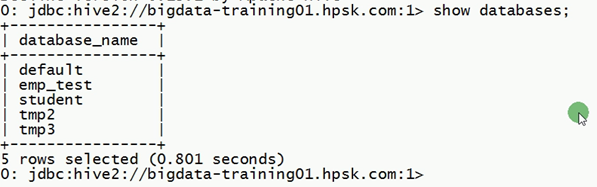 0: jdbc:hive2://bigdata-training01.hpsk.com:1> show databases;
+----------------+
| database_name  |
+----------------+
| default        |
| emp_test       |
| student        |
| tmp2           |
| tmp3           |
+----------------+
5 rows selected (0.801 seconds)
0: jdbc:hive2://bigdata-training01.hpsk.com:1>